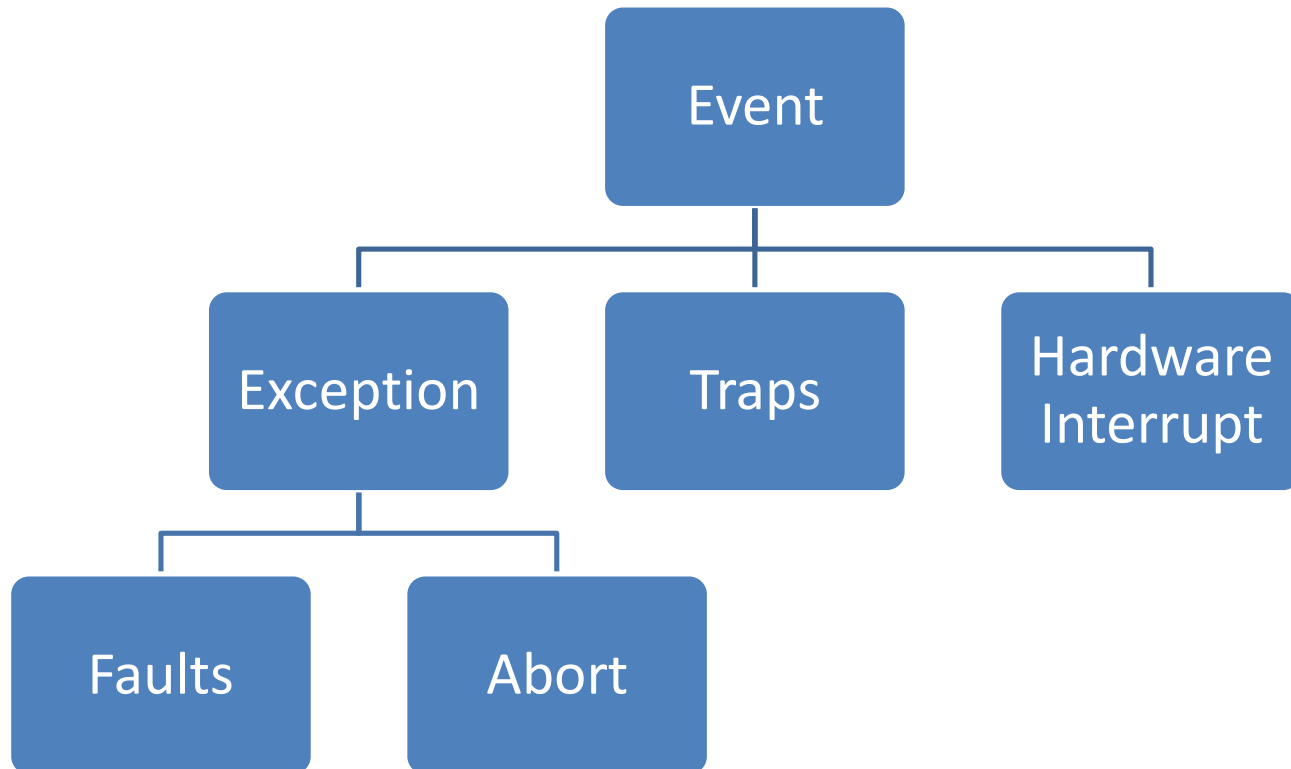 Event
Exception
Traps
Hardware
Interrupt
Faults
Abort